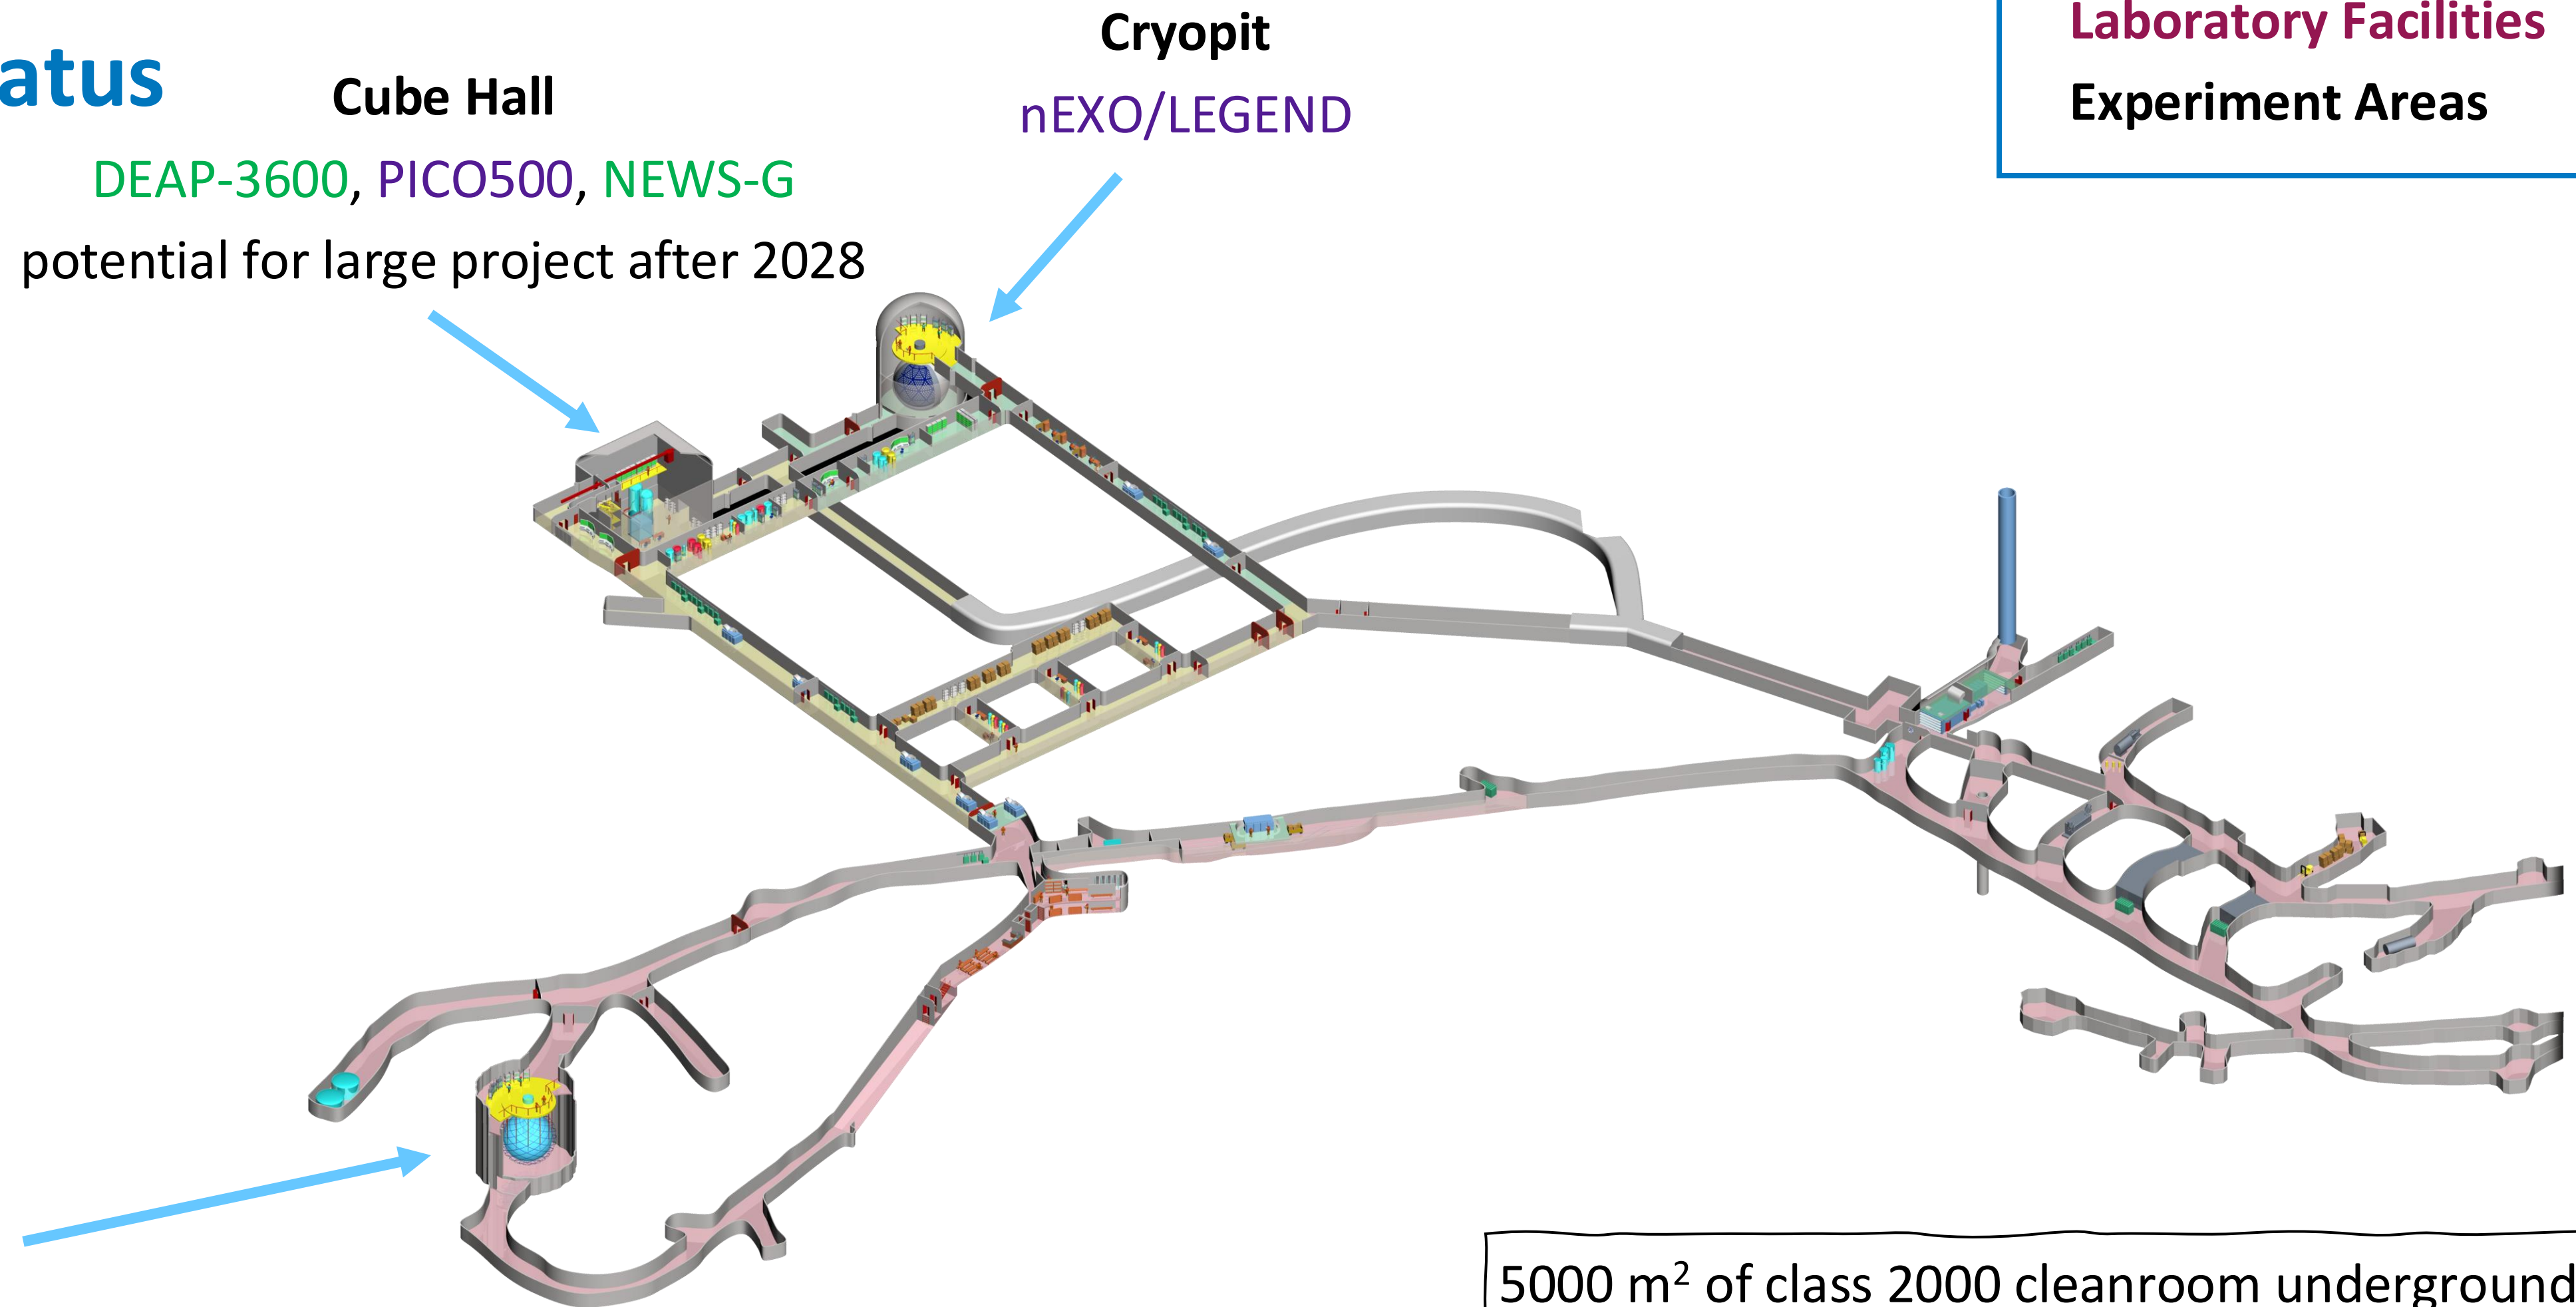 atus
Cube Hall
DEAP-3600, PICO500, NEWS-G
potential for large project after 2028
Cryopit
nEXO/LEGEND
Laboratory Facilities
Experiment Areas
5000 m² of class 2000 cleanroom underground